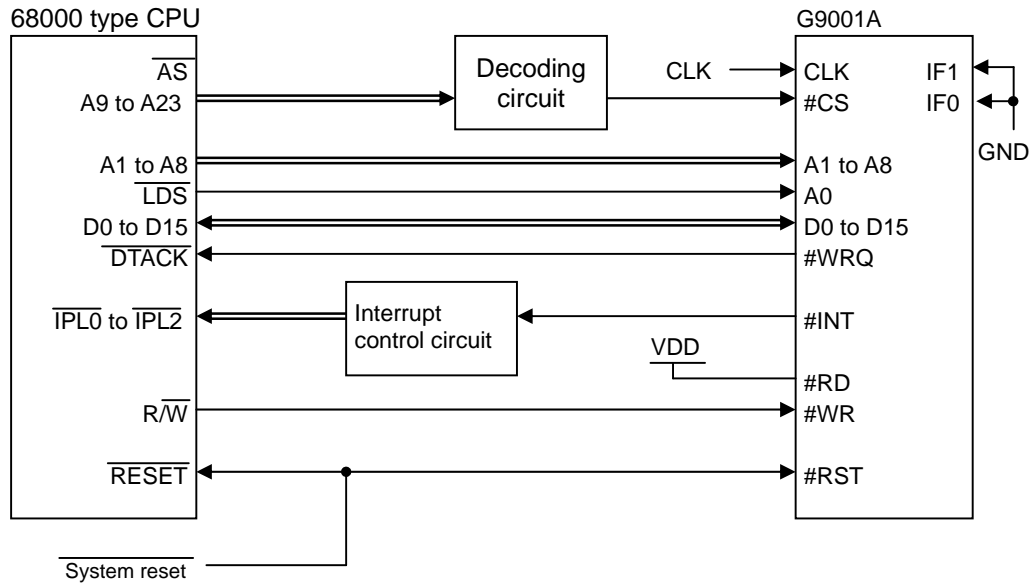 68000 type CPU
G9001A
AS
A9 to A23
Decoding
circuit
CLK
CLK
#CS
IF1
IF0
GND
A1 to A8
A1 to A8
LDS
A0
D0 to D15
D0 to D15
DTACK
#WRQ
IPL0 to IPL2
Interrupt
control circuit
#INT
VDD
#RD
R/W
#WR
RESET
#RST
System reset